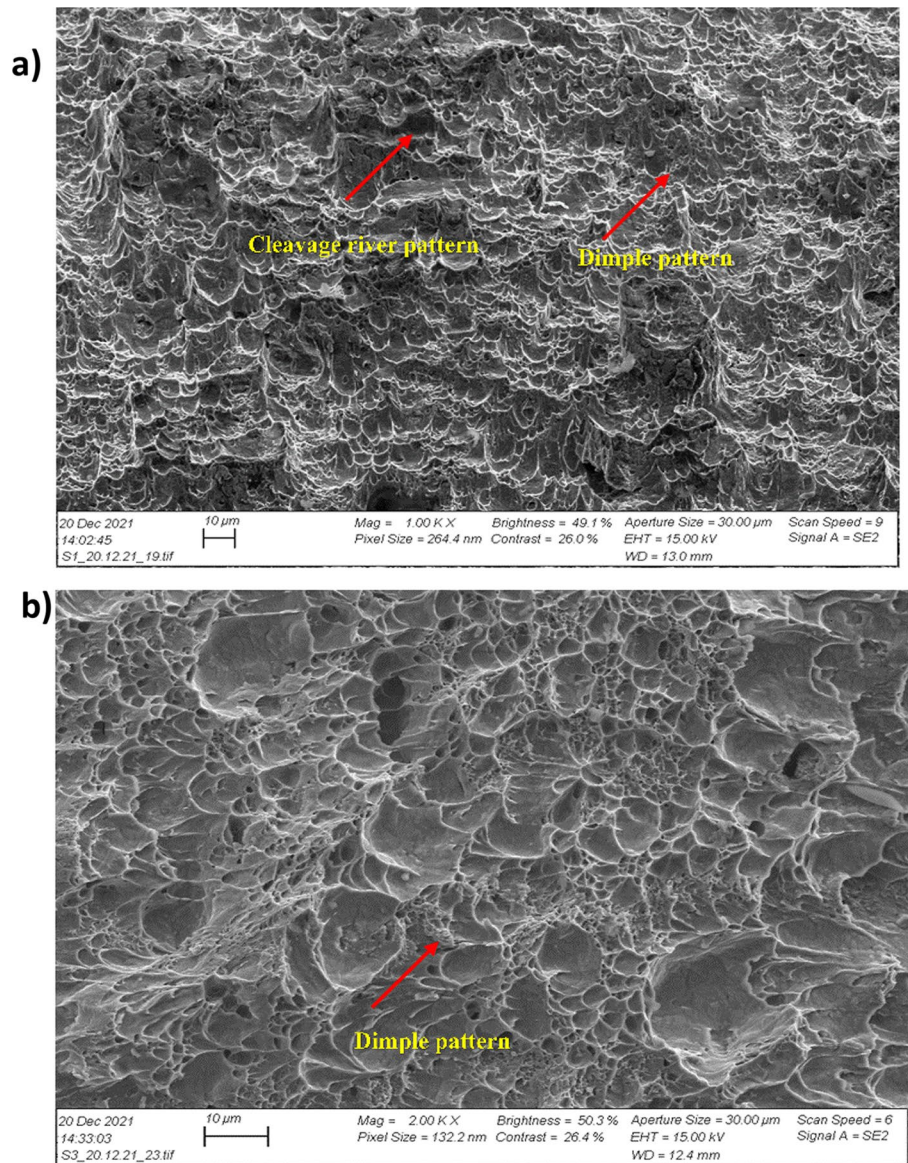 a)
Cleavage river pattern
Dimple pattern
20 Dec 2021
14:02:45
S1_20.12.21_19.tif
10 µm
Mag = 1.00 K X
Pixel Size = 264.4 nm
Brightness = 49.1 %
Contrast = 26.0 %
Aperture Size = 30.00 µm
EHT = 15.00 kV
WD = 13.0 mm
Scan Speed = 9
Signal A = SE2
b)
Dimple pattern
20 Dec 2021
14:33:03
S3_20.12.21_23.tif
10 µm
Mag = 2.00 K X
Pixel Size = 132.2 nm
Brightness = 50.3 %
Contrast = 26.4 %
Aperture Size = 30.00 µm
EHT = 15.00 kV
WD = 12.4 mm
Scan Speed = 6
Signal A = SE2